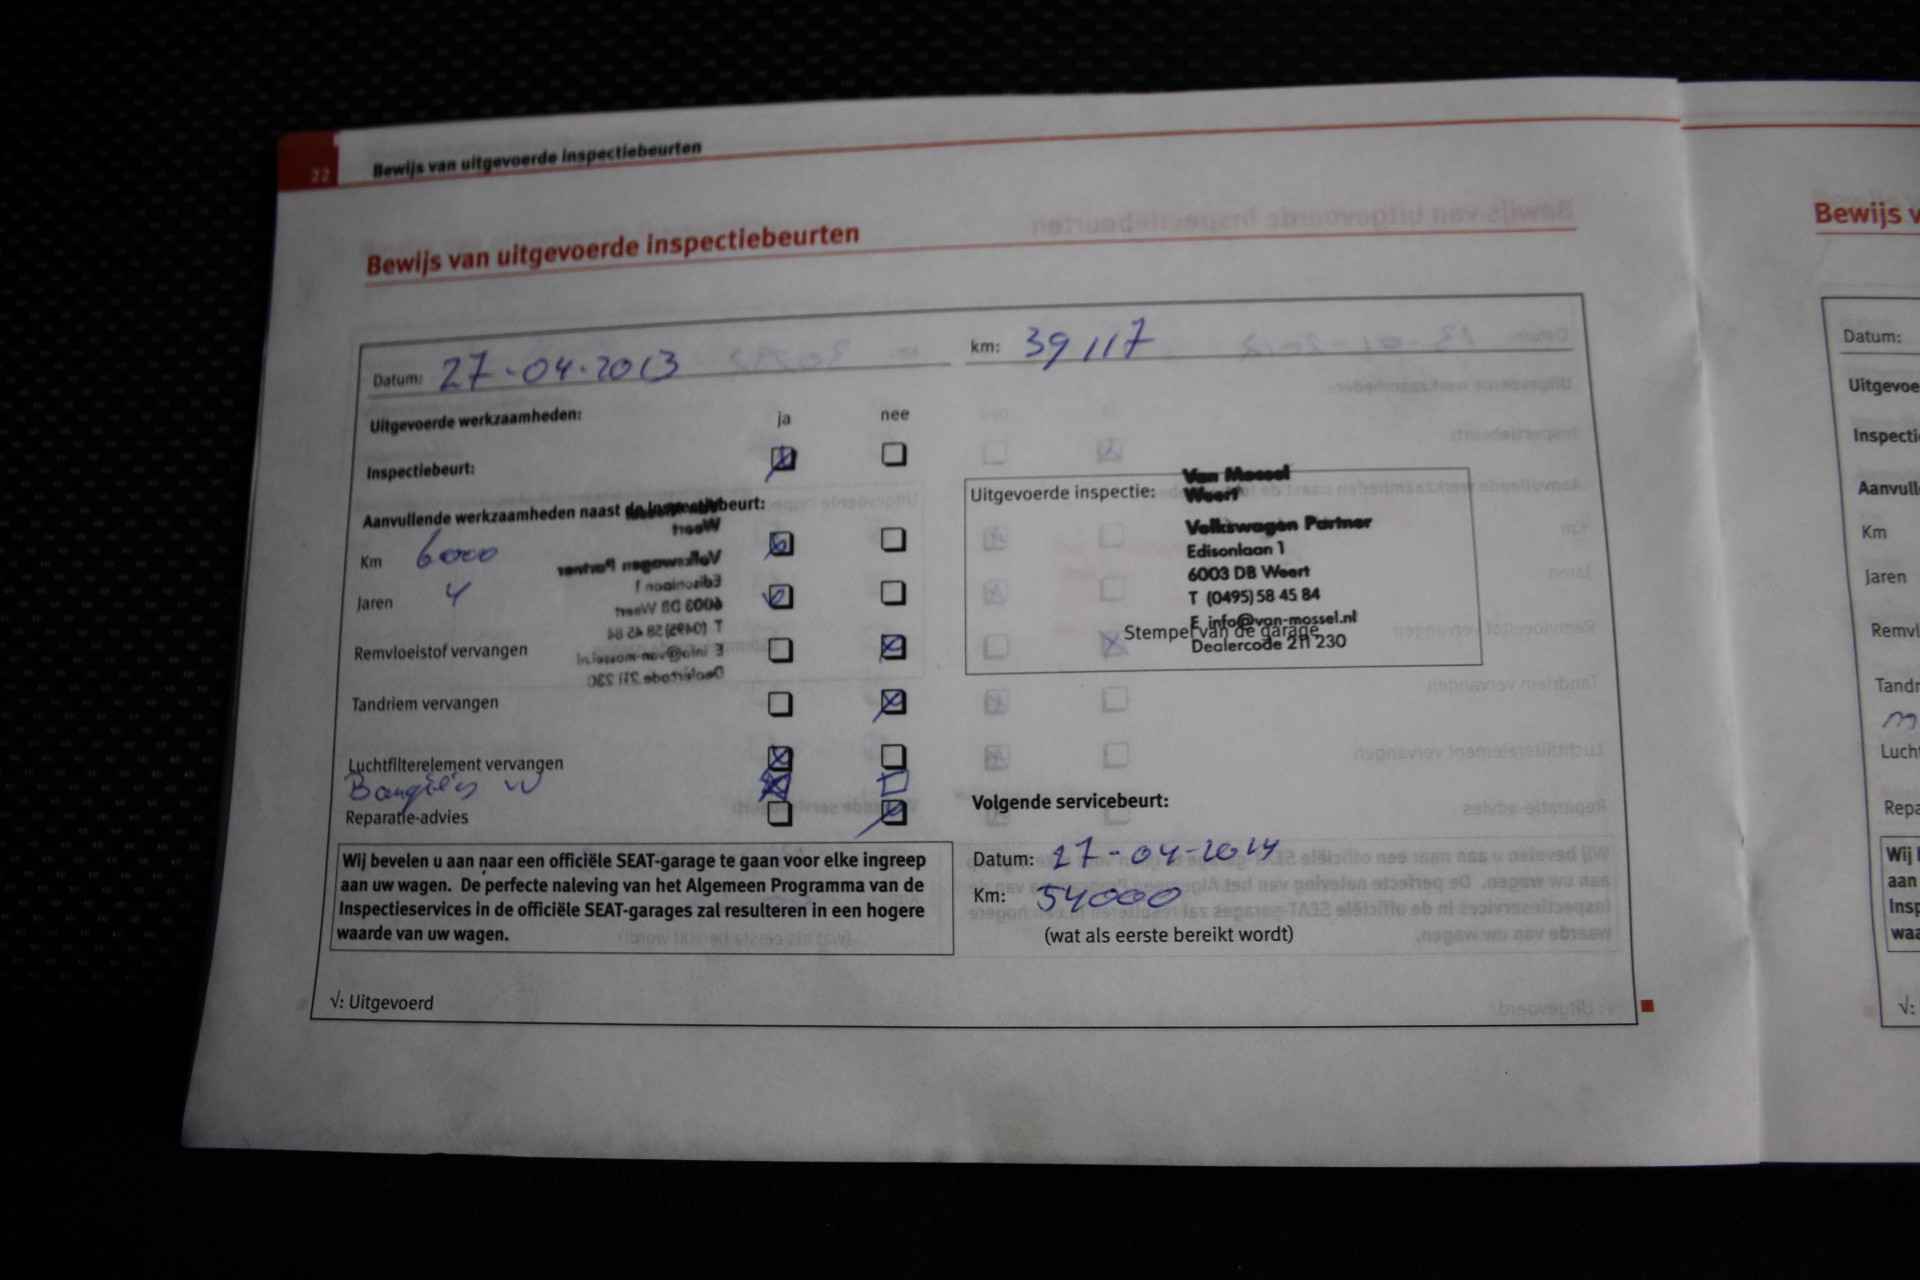 22 Bewijs van uitgevoerde inspectiebeurten
Bewijs van uitgevoerde inspectiebeurten
Datum: 27-04-2013 km: 39117
Uitgevoerde werkzaamheden: ja nee
Inspectiebeurt:
Aanvullende werkzaamheden naast de inspectiebeurt:
Km 6000
Jaren 4
Remvloeistof vervangen
Tandriem vervangen
Luchtfilterelement vervangen
Reparatie-advies
Wij bevelen u aan naar een officiële SEAT-garage te gaan voor elke ingreep
aan uw wagen. De perfecte naleving van het Algemeen Programma van de
Inspectieservices in de officiële SEAT-garages zal resulteren in een hogere
waarde van uw wagen.
√: Uitgevoerd
Uitgevoerde inspectie:
Van Mossel
Weert
Volkswagen Partner
Edisonlaan 1
6003 DB Weert
T (0495) 58 45 84
E info@van-mossel.nl
Stempel van de garage
Dealercode 211 230
Volgende servicebeurt:
Datum: 27-04-2014
Km: 54000
(wat als eerste bereikt wordt)
Bewijs v
Datum:
Uitgevoe
Inspecti
Aanvull
Km
Jaren
Remvl
Tandr
Lucht
Repa
Wij
aan
Insp
waa
√: